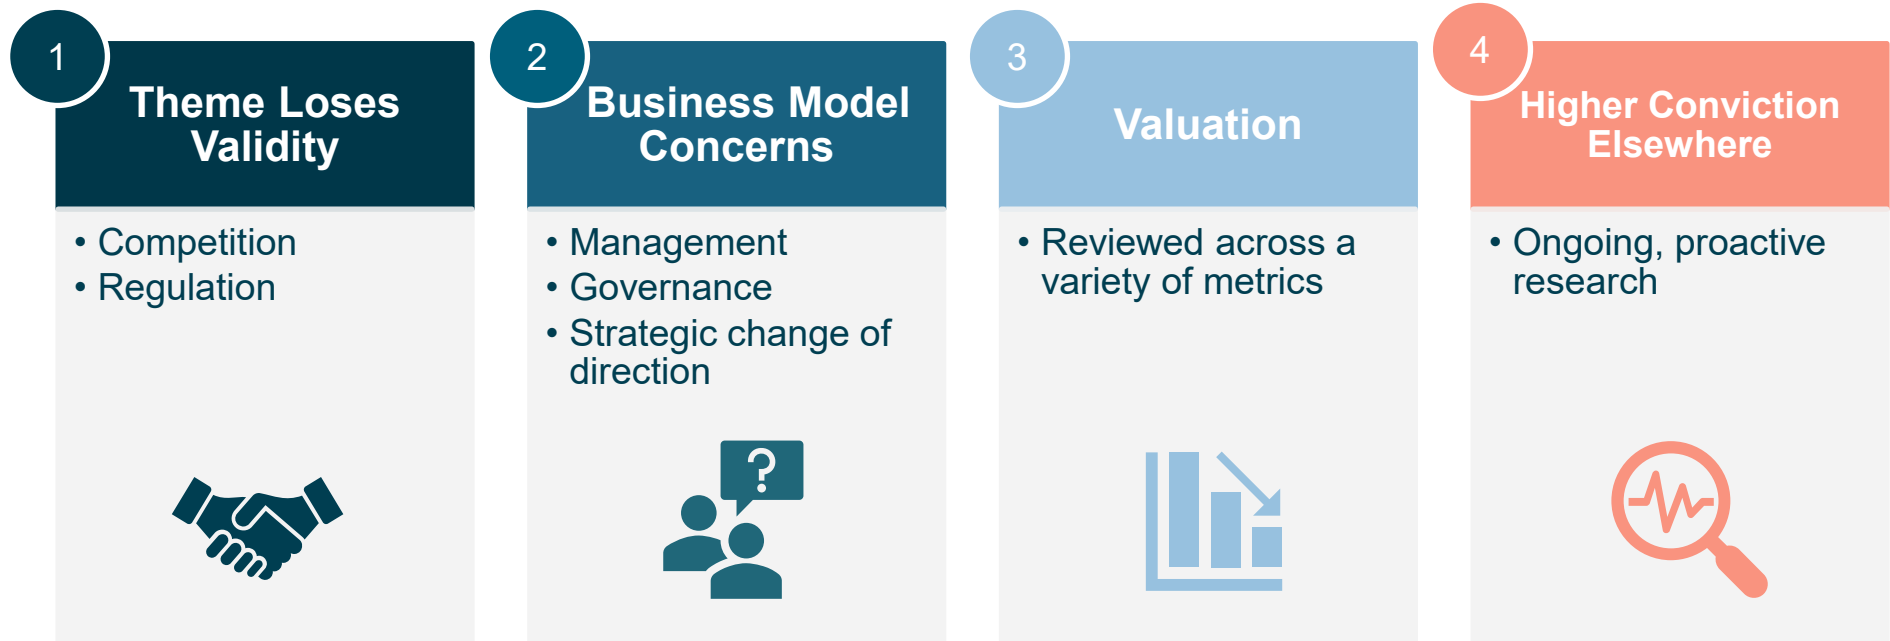 1
Theme Loses
Validity
• Competition
• Regulation
2
Business Model
Concerns
• Management
• Governance
• Strategic change of
direction
?
3
Valuation
• Reviewed across a
variety of metrics
4
Higher Conviction
Elsewhere
• Ongoing, proactive
research